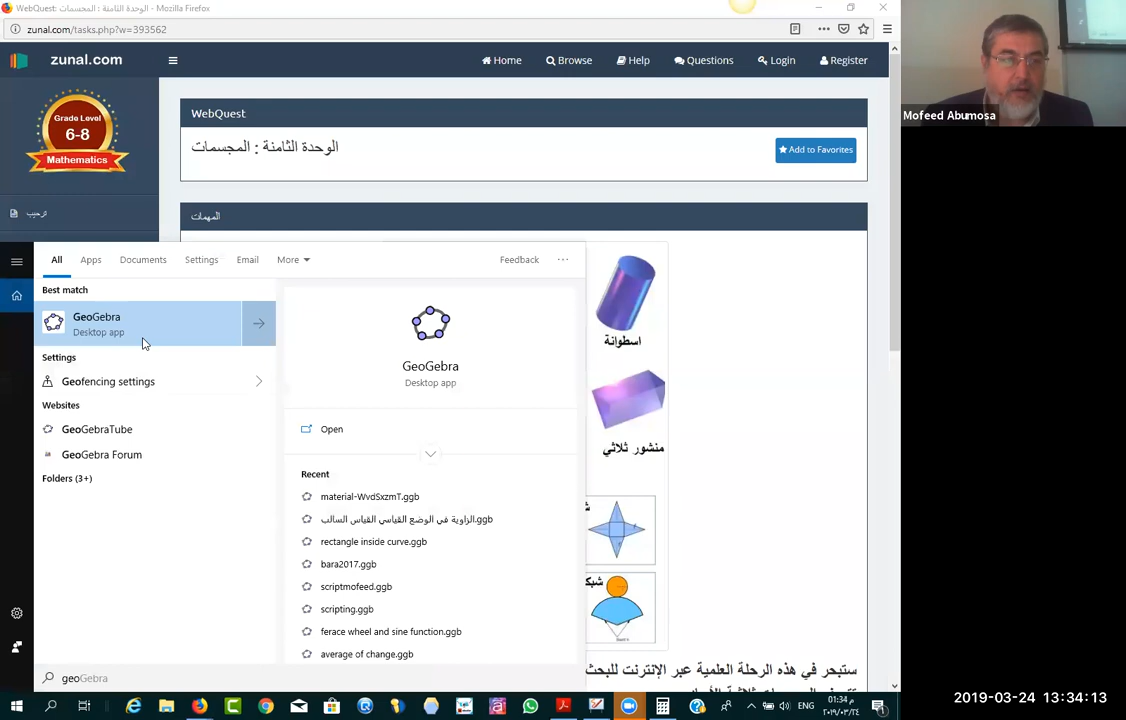 WebQuest: الوحدة الثامنة : المجسمات - Mozilla Firefox
zunal.com/tasks.php?w=393562
zunal.com
Home
Browse
Help
Questions
Login
Register
Mofeed Abumosa
Grade Level
6-8
Mathematics
WebQuest
الوحدة الثامنة : المجسمات
Add to Favorites
ترحيب
المهمات
All
Apps
Documents
Settings
Email
More
Feedback
...
Best match
GeoGebra
Desktop app
Settings
Geofencing settings
Websites
GeoGebraTube
GeoGebra Forum
Folders (3+)
GeoGebra
Desktop app
Open
Recent
material-WvdSxzmT.ggb
الزاوية في الوضع القياسي القياس السالب.ggb
rectangle inside curve.ggb
bara2017.ggb
scriptmofeed.ggb
scripting.ggb
ferace wheel and sine function.ggb
average of change.ggb
اسطوانة
منشور ثلاثي
ستبحر في هذه الرحلة العلمية عبر الإنترنت للبحث
geoGebra
ENG
01:34 م
٢٠١٩/٠٣/٢٤
2019-03-24 13:34:13